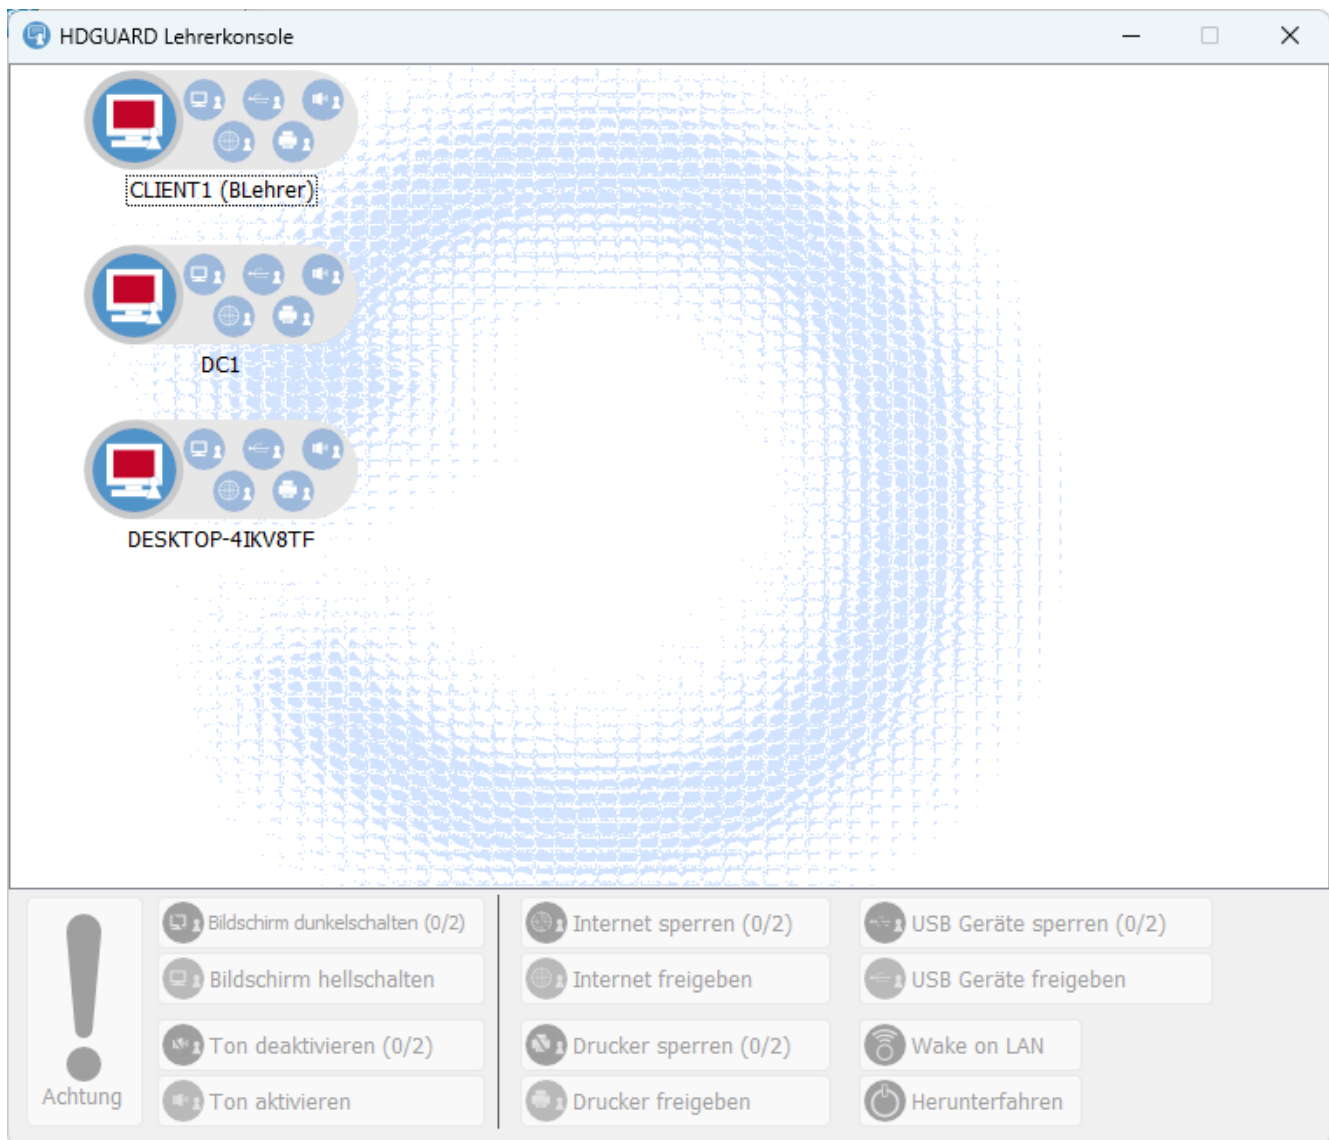 HDGUARD Lehrerkonsole
CLIENT1 (BLehrer)
DC1
DESKTOP-4IKV8TF
Achtung
Bildschirm dunkelschalten (0/2)
Bildschirm hellschalten
Ton deaktivieren (0/2)
Ton aktivieren
Internet sperren (0/2)
Internet freigeben
Drucker sperren (0/2)
Drucker freigeben
USB Geräte sperren (0/2)
USB Geräte freigeben
Wake on LAN
Herunterfahren